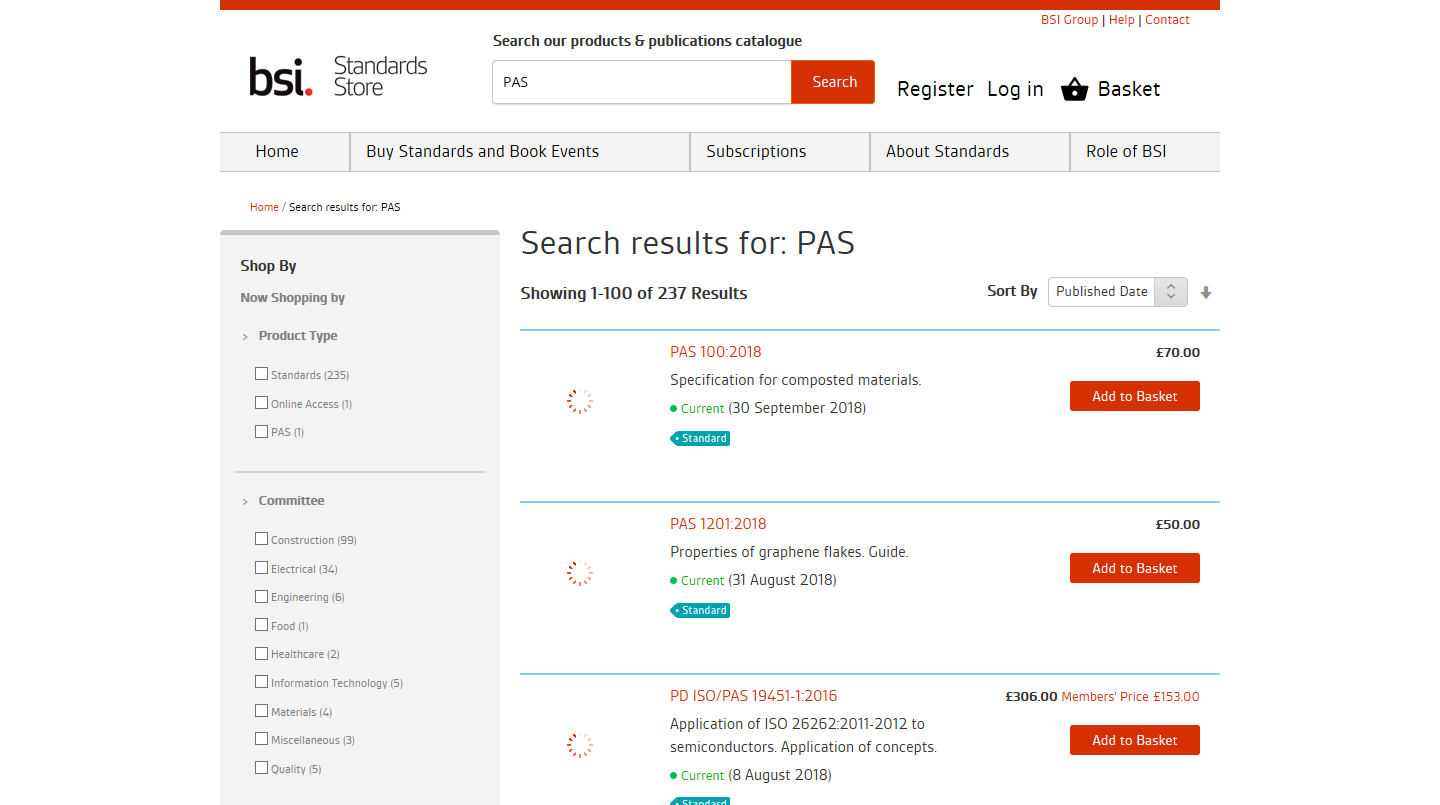 BSI Group | Help | Contact
Search our products & publications catalogue
bsi. Standards Store
PAS
Search
Register
Log in
Basket
Home
Buy Standards and Book Events
Subscriptions
About Standards
Role of BSI
Home / Search results for: PAS
Shop By
Now Shopping by
> Product Type
Standards (235)
Online Access (1)
PAS (1)
> Committee
Construction (99)
Electrical (34)
Engineering (6)
Food (1)
Healthcare (2)
Information Technology (5)
Materials (4)
Miscellaneous (3)
Quality (5)
Search results for: PAS
Showing 1-100 of 237 Results
Sort By
Published Date
PAS 100:2018
£70.00
Specification for composted materials.
Add to Basket
Current (30 September 2018)
Standard
PAS 1201:2018
£50.00
Properties of graphene flakes. Guide.
Add to Basket
Current (31 August 2018)
Standard
PD ISO/PAS 19451-1:2016
£306.00 Members' Price £153.00
Application of ISO 26262:2011-2012 to
semiconductors. Application of concepts.
Add to Basket
Current (8 August 2018)
Standard